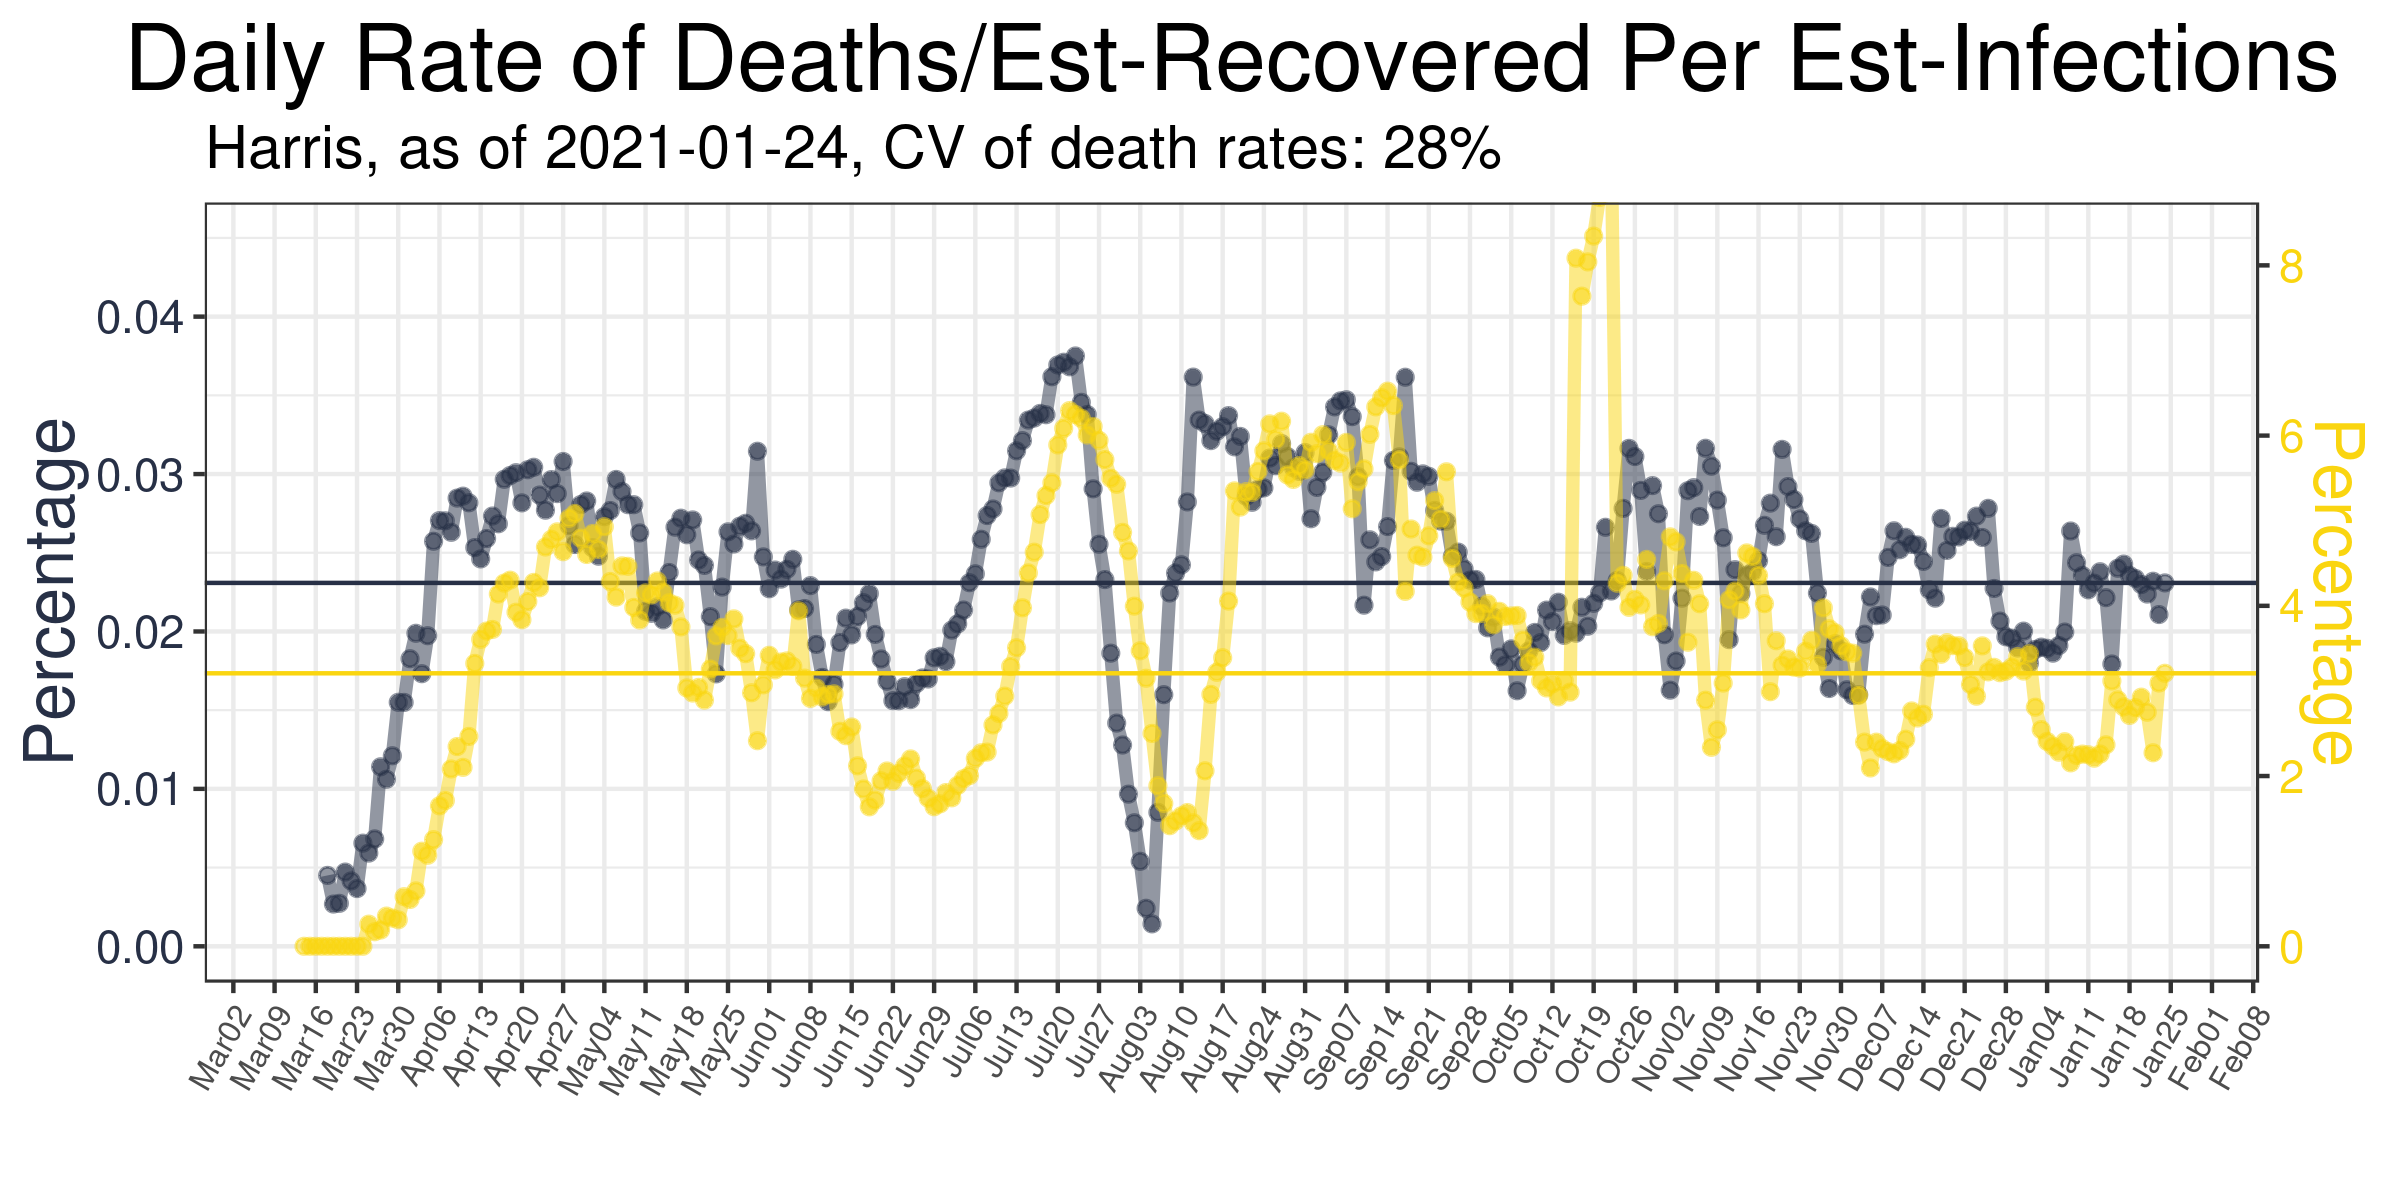 Daily Rate of Deaths/Est-Recovered Per Est-Infections
Harris, as of 2021-01-24, CV of death rates: 28%
Percentage
0.04
0.03
0.02
0.01
0.00
8
6
4
2
0
Percentage
Mar02
Mar09
Mar16
Mar23
Mar30
Apr06
Apr13
Apr20
Apr27
May04
May11
May18
May25
Jun01
Jun08
Jun15
Jun22
Jun29
Jul06
Jul13
Jul20
Jul27
Aug03
Aug10
Aug17
Aug24
Aug31
Sep07
Sep14
Sep21
Sep28
Oct05
Oct12
Oct19
Oct26
Nov02
Nov09
Nov16
Nov23
Nov30
Dec07
Dec14
Dec21
Dec28
Jan04
Jan11
Jan18
Jan25
Feb01
Feb08